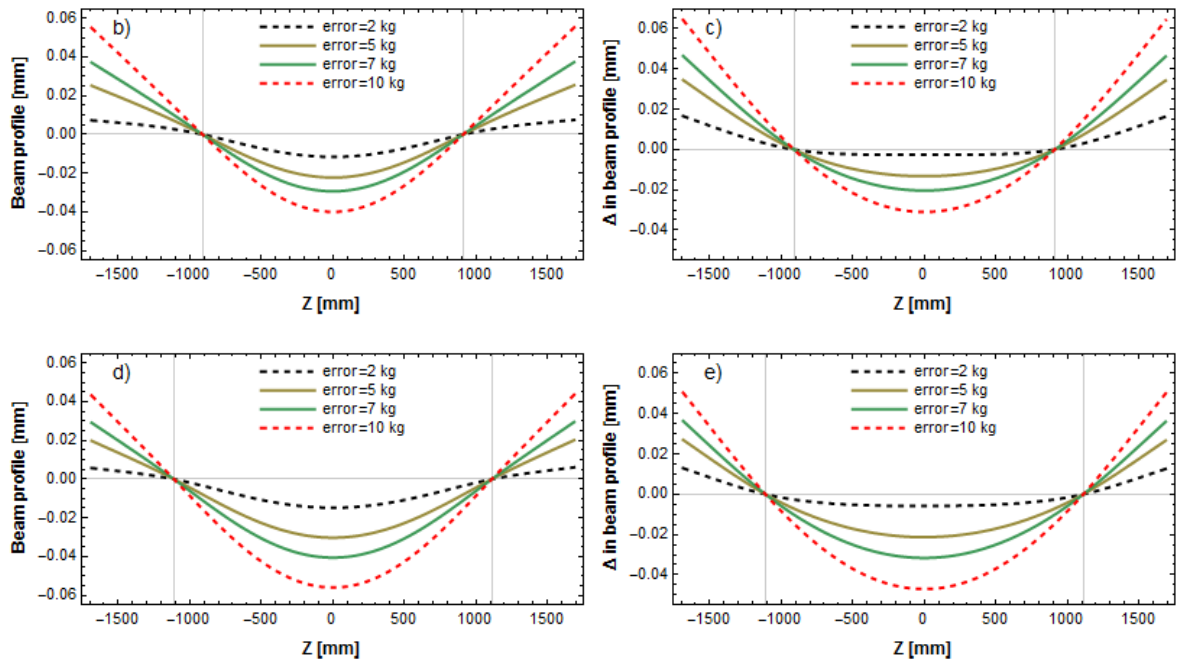 b)
error=2 kg
error=5 kg
error=7 kg
error=10 kg
Beam profile [mm]
0.06
0.04
0.02
0.00
−0.02
−0.04
−0.06
−1500 −1000 −500 0 500 1000 1500
Z [mm]
c)
error=2 kg
error=5 kg
error=7 kg
error=10 kg
Δ in beam profile [mm]
0.06
0.04
0.02
0.00
−0.02
−0.04
−1500 −1000 −500 0 500 1000 1500
Z [mm]
d)
error=2 kg
error=5 kg
error=7 kg
error=10 kg
Beam profile [mm]
0.06
0.04
0.02
0.00
−0.02
−0.04
−0.06
−1500 −1000 −500 0 500 1000 1500
Z [mm]
e)
error=2 kg
error=5 kg
error=7 kg
error=10 kg
Δ in beam profile [mm]
0.06
0.04
0.02
0.00
−0.02
−0.04
−1500 −1000 −500 0 500 1000 1500
Z [mm]